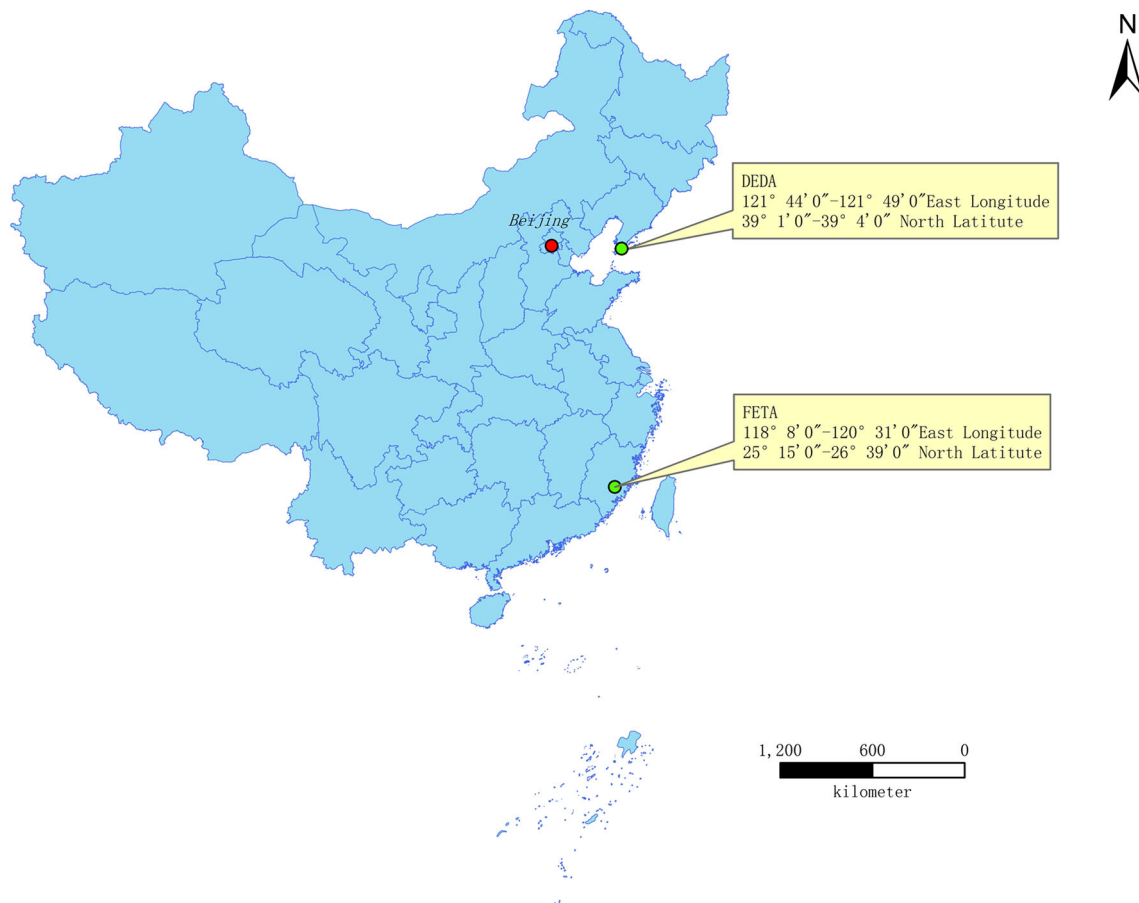 N
Beijing
DEDA
121° 44'0"-121° 49'0"East Longitude
39° 1'0"-39° 4'0" North Latitute
FETA
118° 8'0"-120° 31'0"East Longitude
25° 15'0"-26° 39'0" North Latitute
1,200 600 0
kilometer